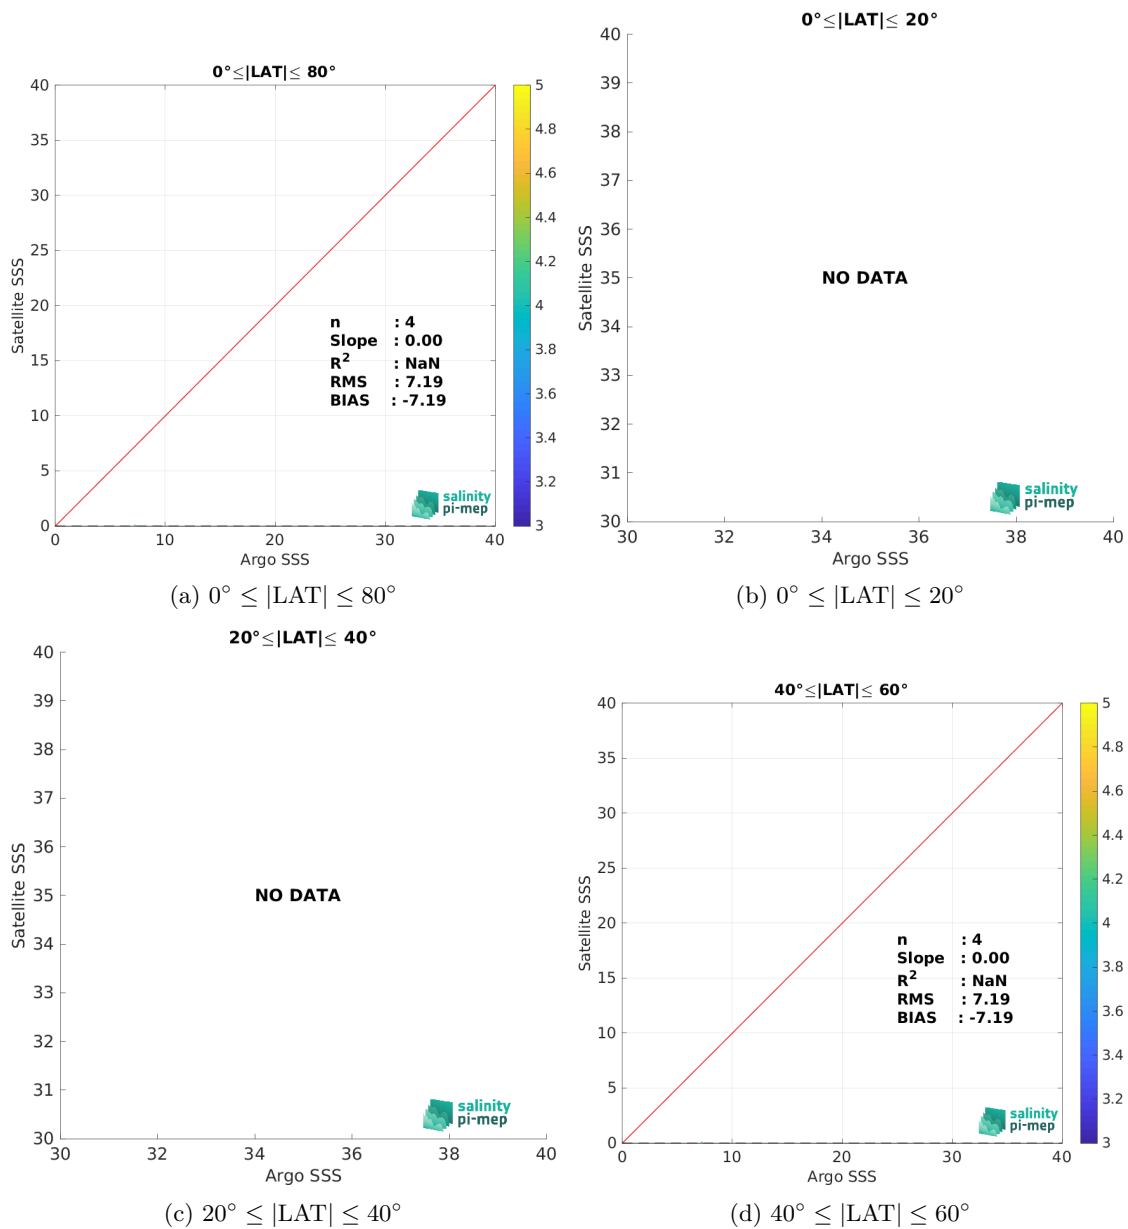 0°≤|LAT|≤ 80°
40
35
30
25
20
15
10
5
0
Satellite SSS
0
10
20
30
40
Argo SSS
n : 4
Slope : 0.00
R² : NaN
RMS : 7.19
BIAS : -7.19
salinity
pi-mep
5
4.8
4.6
4.4
4.2
4
3.8
3.6
3.4
3.2
3
(a) 0° ≤ |LAT| ≤ 80°
0°≤|LAT|≤ 20°
40
39
38
37
36
35
34
33
32
31
30
Satellite SSS
NO DATA
salinity
pi-mep
30
32
34
36
38
40
Argo SSS
(b) 0° ≤ |LAT| ≤ 20°
20°≤|LAT|≤ 40°
40
39
38
37
36
35
34
33
32
31
30
Satellite SSS
NO DATA
salinity
pi-mep
30
32
34
36
38
40
Argo SSS
(c) 20° ≤ |LAT| ≤ 40°
40°≤|LAT|≤ 60°
40
35
30
25
20
15
10
5
0
Satellite SSS
0
10
20
30
40
Argo SSS
n : 4
Slope : 0.00
R² : NaN
RMS : 7.19
BIAS : -7.19
salinity
pi-mep
5
4.8
4.6
4.4
4.2
4
3.8
3.6
3.4
3.2
3
(d) 40° ≤ |LAT| ≤ 60°